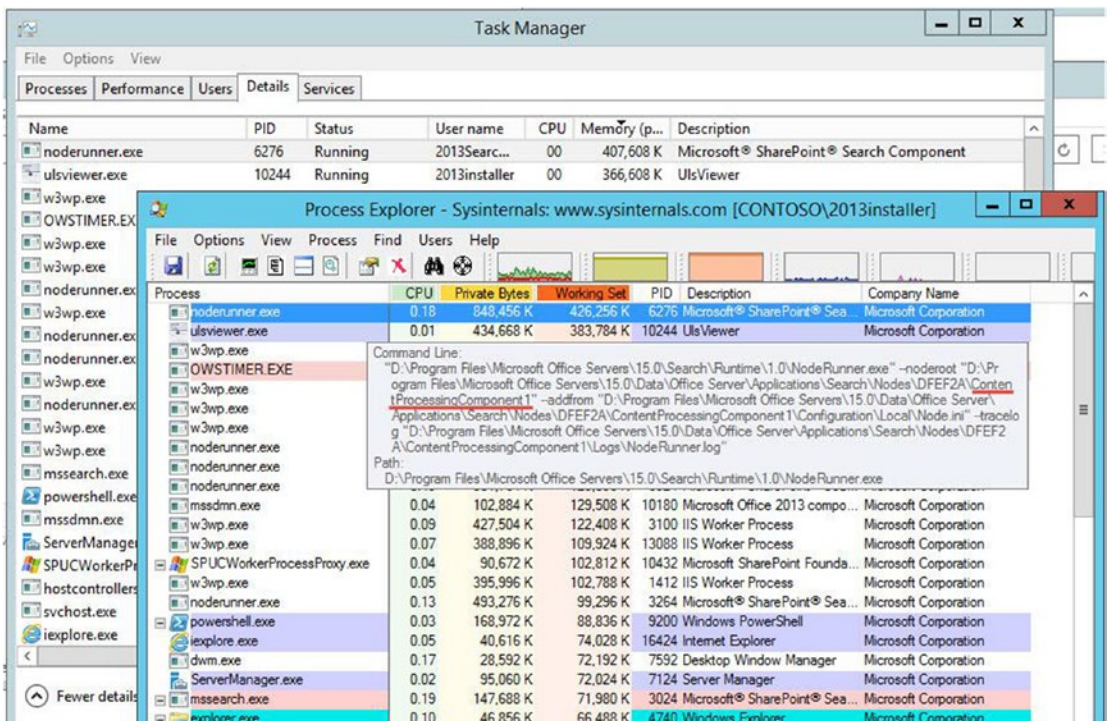 Task Manager
File Options View
Processes Performance Users Details Services
Name PID Status User name CPU Memory (p... Description
noderunner.exe 6276 Running 2013Searc... 00 407,608 K Microsoft® SharePoint® Search Component
ulsviewer.exe 10244 Running 2013installer 00 366,608 K UlsViewer
w3wp.exe
OWSTIMER.EX
w3wp.exe
w3wp.exe
noderunner.ex
w3wp.exe
noderunner.ex
noderunner.ex
w3wp.exe
noderunner.ex
w3wp.exe
w3wp.exe
mssearch.exe
powershell.exe
mssdmn.exe
ServerManager
SPUCWorkerPr
hostcontrollers
svchost.exe
iexplore.exe
Fewer details
Process Explorer - Sysinternals: www.sysinternals.com [CONTOSO\2013installer]
File Options View Process Find Users Help
Process CPU Private Bytes Working Set PID Description Company Name
noderunner.exe 0.18 848,456 K 426,256 K 6276 Microsoft® SharePoint® Sea... Microsoft Corporation
ulsviewer.exe 0.01 434,668 K 383,784 K 10244 UlsViewer Microsoft Corporation
w3wp.exe
OWSTIMER.EXE
w3wp.exe
w3wp.exe
w3wp.exe
noderunner.exe
noderunner.exe
noderunner.exe
Command Line:
"D:\Program Files\Microsoft Office Servers\15.0\Search\Runtime\1.0\NodeRunner.exe" --noderoot "D:\Pr
ogram Files\Microsoft Office Servers\15.0\Data\Office Server\Applications\Search\Nodes\DFEF2A\Conten
tProcessingComponent1" --addfrom "D:\Program Files\Microsoft Office Servers\15.0\Data\Office Server\
Applications\Search\Nodes\DFEF2A\ContentProcessingComponent1\Configuration\Local\Node.ini" --tracelo
g "D:\Program Files\Microsoft Office Servers\15.0\Data\Office Server\Applications\Search\Nodes\DFEF2
A\ContentProcessingComponent1\Logs\NodeRunner.log"
Path:
D:\Program Files\Microsoft Office Servers\15.0\Search\Runtime\1.0\NodeRunner.exe
mssdmn.exe 0.04 102,884 K 129,508 K 10180 Microsoft Office 2013 compo... Microsoft Corporation
w3wp.exe 0.09 427,504 K 122,408 K 3100 IIS Worker Process Microsoft Corporation
w3wp.exe 0.07 388,896 K 109,924 K 13088 IIS Worker Process Microsoft Corporation
SPUCWorkerProcessProxy.exe 0.04 90,672 K 102,812 K 10432 Microsoft SharePoint Founda... Microsoft Corporation
w3wp.exe 0.05 395,996 K 102,788 K 1412 IIS Worker Process Microsoft Corporation
noderunner.exe 0.13 493,276 K 99,296 K 3264 Microsoft® SharePoint® Sea... Microsoft Corporation
powershell.exe 0.03 168,972 K 88,836 K 9200 Windows PowerShell Microsoft Corporation
iexplore.exe 0.05 40,616 K 74,028 K 16424 Internet Explorer Microsoft Corporation
dwm.exe 0.17 28,592 K 72,192 K 7592 Desktop Window Manager Microsoft Corporation
ServerManager.exe 0.02 95,060 K 72,024 K 7124 Server Manager Microsoft Corporation
mssearch.exe 0.19 147,688 K 71,980 K 3024 Microsoft® SharePoint® Sea... Microsoft Corporation
explorer.exe 0.10 46,856 K 66,488 K 4740 Windows Explorer Microsoft Corporation